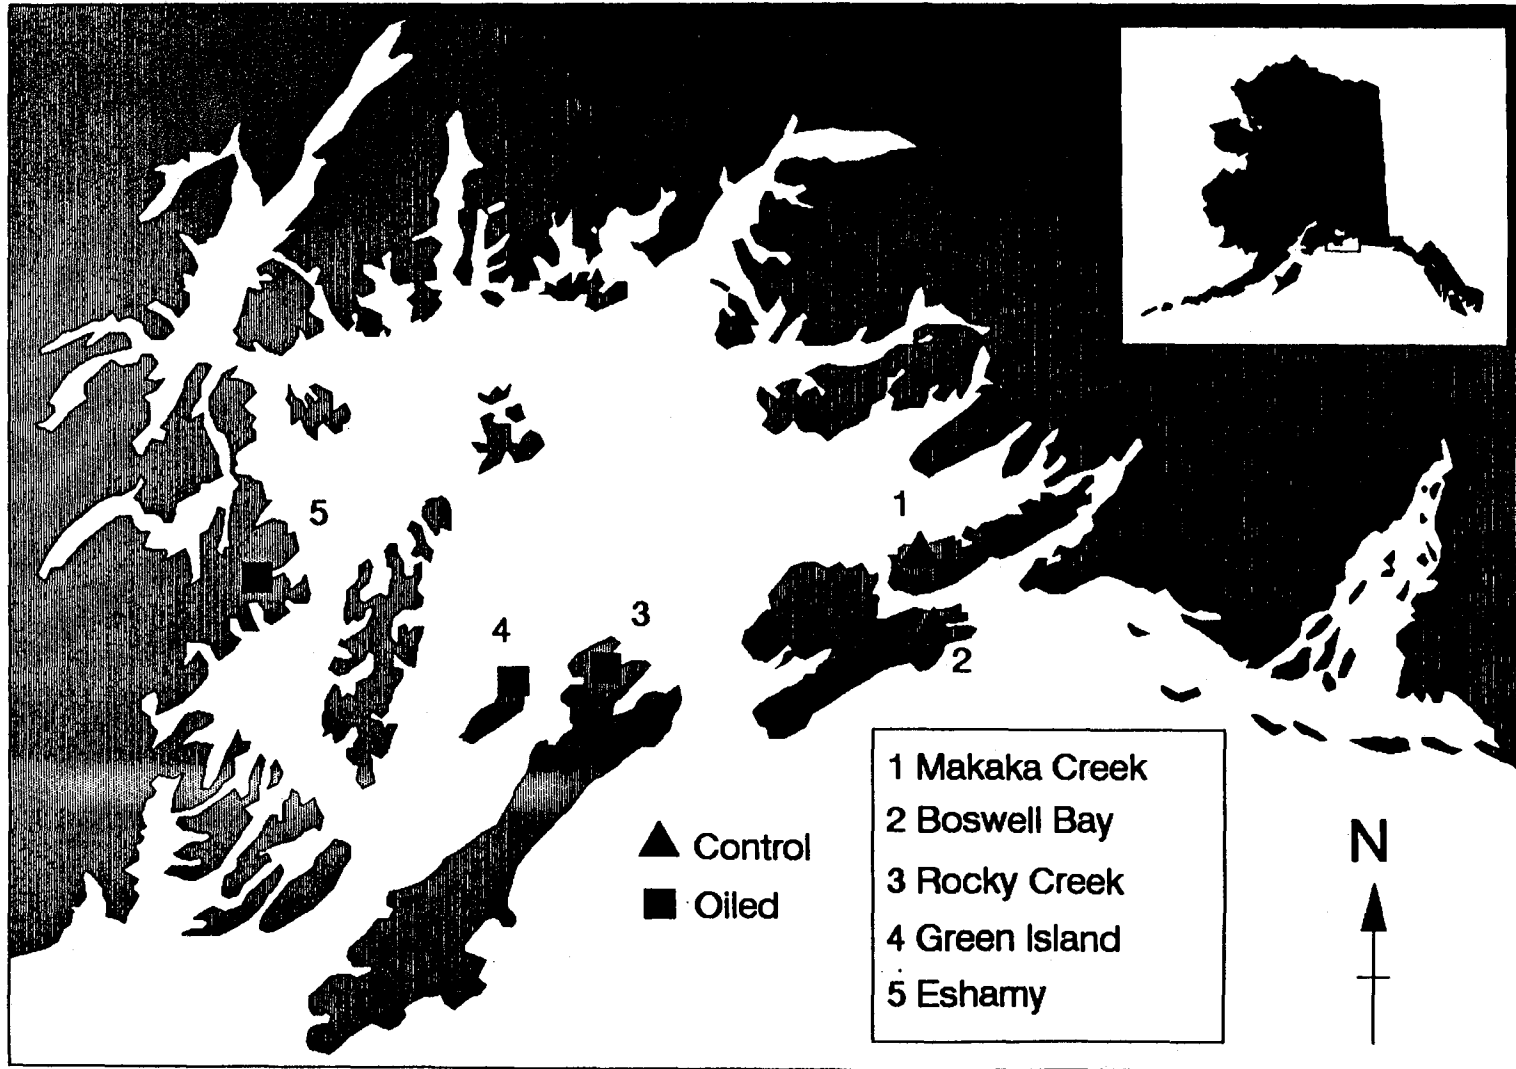 1
5
4
3
2
Control
Oiled
1 Makaka Creek
2 Boswell Bay
3 Rocky Creek
4 Green Island
5 Eshamy
N